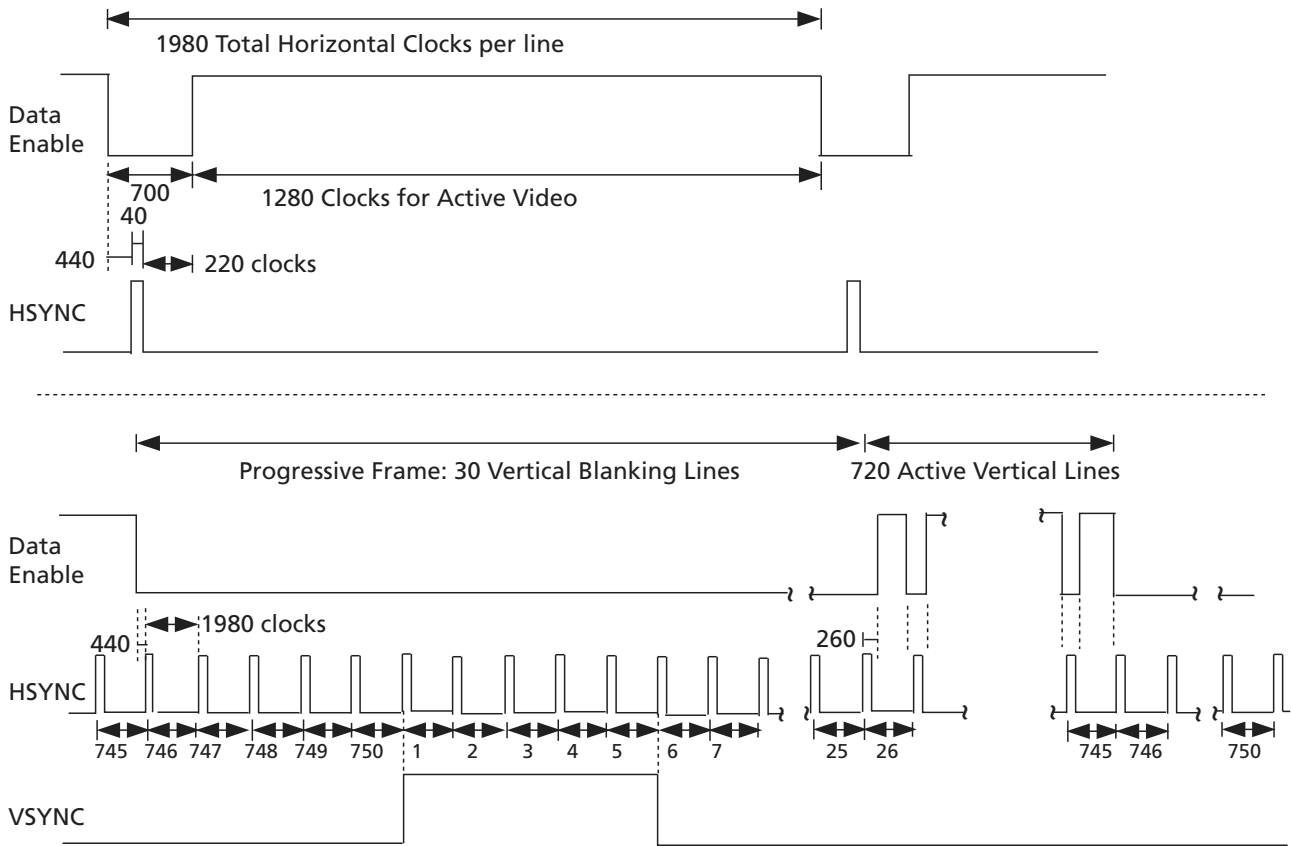 1980 Total Horizontal Clocks per line
Data
Enable
700
1280 Clocks for Active Video
40
440
220 clocks
HSYNC
Progressive Frame: 30 Vertical Blanking Lines
720 Active Vertical Lines
Data
Enable
1980 clocks
440
260
HSYNC
745 746 747 748 749 750 1 2 3 4 5 6 7 25 26 745 746 750
VSYNC